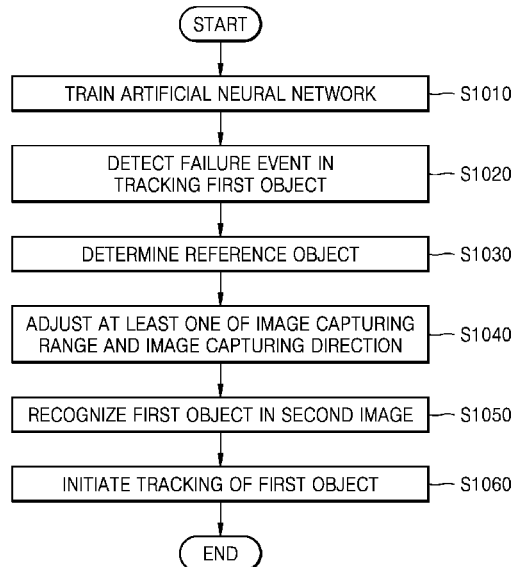 START
TRAIN ARTIFICIAL NEURAL NETWORK S1010
DETECT FAILURE EVENT IN
TRACKING FIRST OBJECT S1020
DETERMINE REFERENCE OBJECT S1030
ADJUST AT LEAST ONE OF IMAGE CAPTURING
RANGE AND IMAGE CAPTURING DIRECTION S1040
RECOGNIZE FIRST OBJECT IN SECOND IMAGE S1050
INITIATE TRACKING OF FIRST OBJECT S1060
END